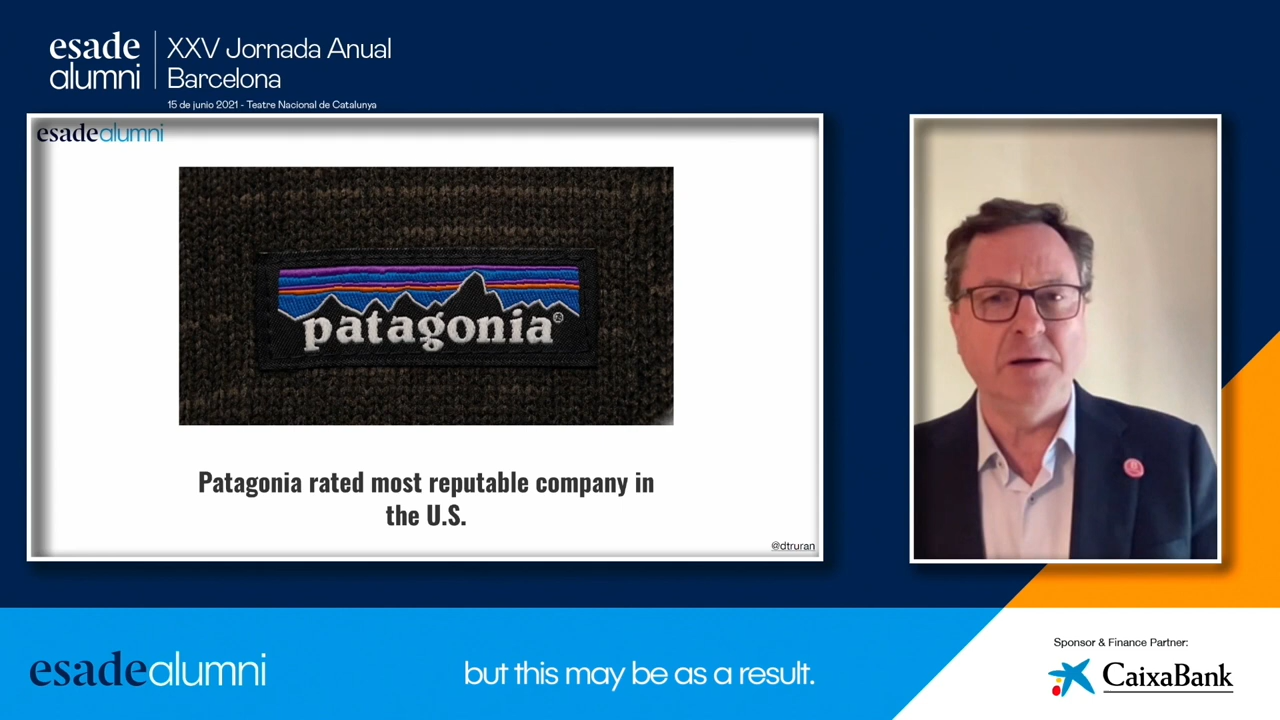 esade
alumni
XXV Jornada Anual
Barcelona
15 de junio 2021 - Teatre Nacional de Catalunya
esadealumni
patagonia®
Patagonia rated most reputable company in
the U.S.
@dtruran
esadealumni
but this may be as a result.
Sponsor & Finance Partner:
CaixaBank